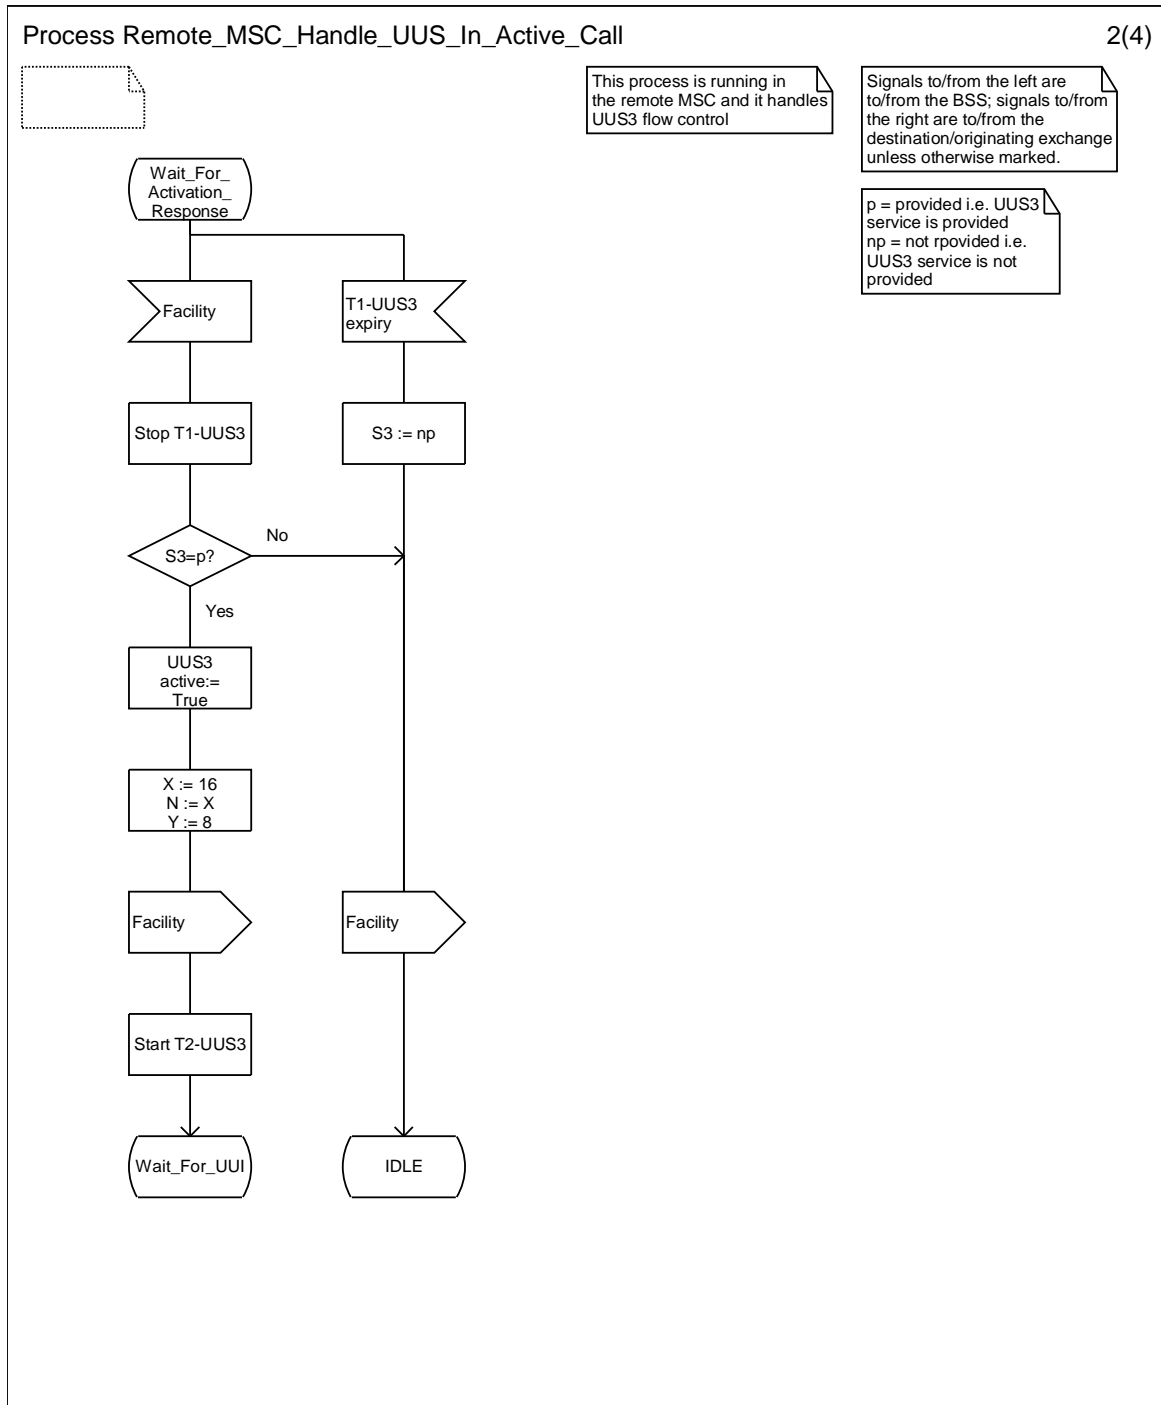 Process Remote_MSC_Handle_UUS_In_Active_Call
2(4)
This process is running in
the remote MSC and it handles
UUS3 flow control
Signals to/from the left are
to/from the BSS; signals to/from
the right are to/from the
destination/originating exchange
unless otherwise marked.
p = provided i.e. UUS3
service is provided
np = not rpovided i.e.
UUS3 service is not
provided
Wait_For_
Activation_
Response
Facility
T1-UUS3
expiry
Stop T1-UUS3
S3 := np
S3=p?
No
Yes
UUS3
active:=
True
X := 16
N := X
Y := 8
Facility
Facility
Start T2-UUS3
Wait_For_UUI
IDLE